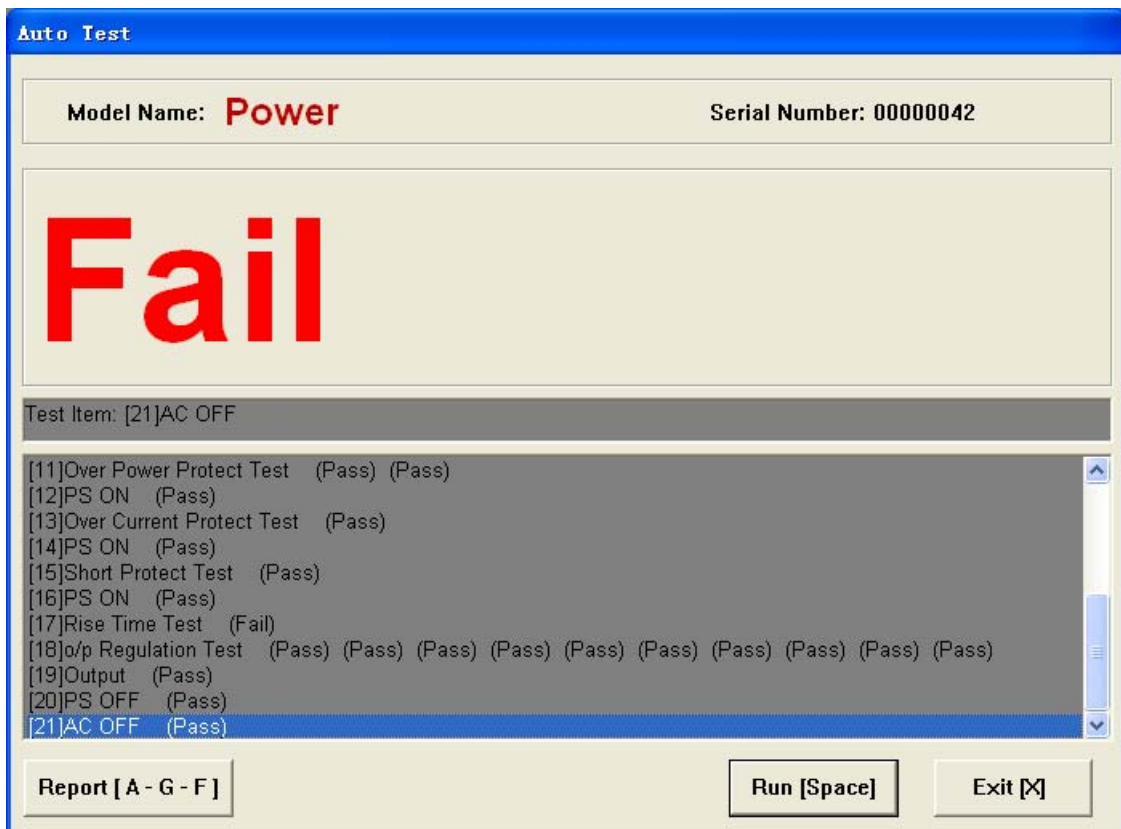 Auto Test
Model Name: Power Serial Number: 00000042
Fail
Test Item: [21]AC OFF
[11]Over Power Protect Test (Pass) (Pass)
[12]PS ON (Pass)
[13]Over Current Protect Test (Pass)
[14]PS ON (Pass)
[15]Short Protect Test (Pass)
[16]PS ON (Pass)
[17]Rise Time Test (Fail)
[18]o/p Regulation Test (Pass) (Pass) (Pass) (Pass) (Pass) (Pass) (Pass) (Pass) (Pass) (Pass)
[19]Output (Pass)
[20]PS OFF (Pass)
[21]AC OFF (Pass)
Report [ A - G - F ] Run [Space] Exit [X]